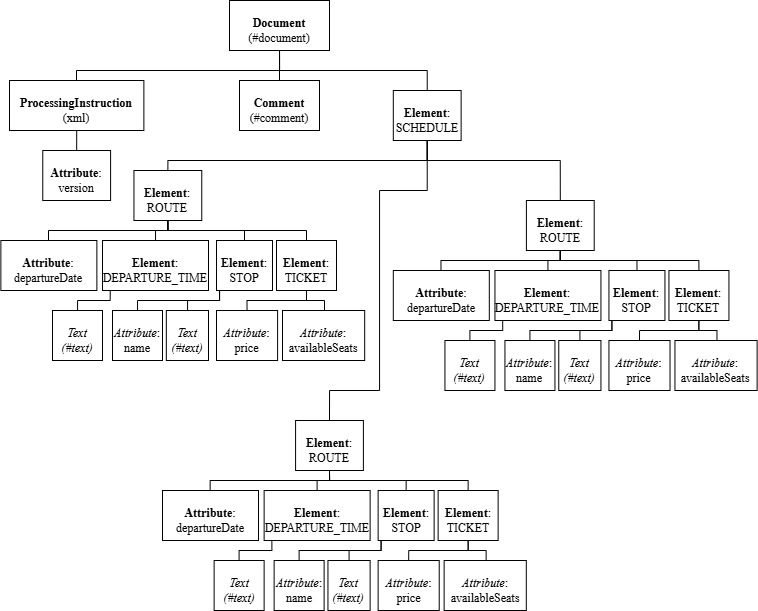 Document
(#document)
ProcessingInstruction
(xml)
Comment
(#comment)
Element:
SCHEDULE
Attribute:
version
Element:
ROUTE
Attribute:
departureDate
Element:
DEPARTURE_TIME
Element:
STOP
Element:
TICKET
Text
(#text)
Attribute:
name
Text
(#text)
Attribute:
price
Attribute:
availableSeats
Element:
ROUTE
Attribute:
departureDate
Element:
DEPARTURE_TIME
Element:
STOP
Element:
TICKET
Text
(#text)
Attribute:
name
Text
(#text)
Attribute:
price
Attribute:
availableSeats
Element:
ROUTE
Attribute:
departureDate
Element:
DEPARTURE_TIME
Element:
STOP
Element:
TICKET
Text
(#text)
Attribute:
name
Text
(#text)
Attribute:
price
Attribute:
availableSeats